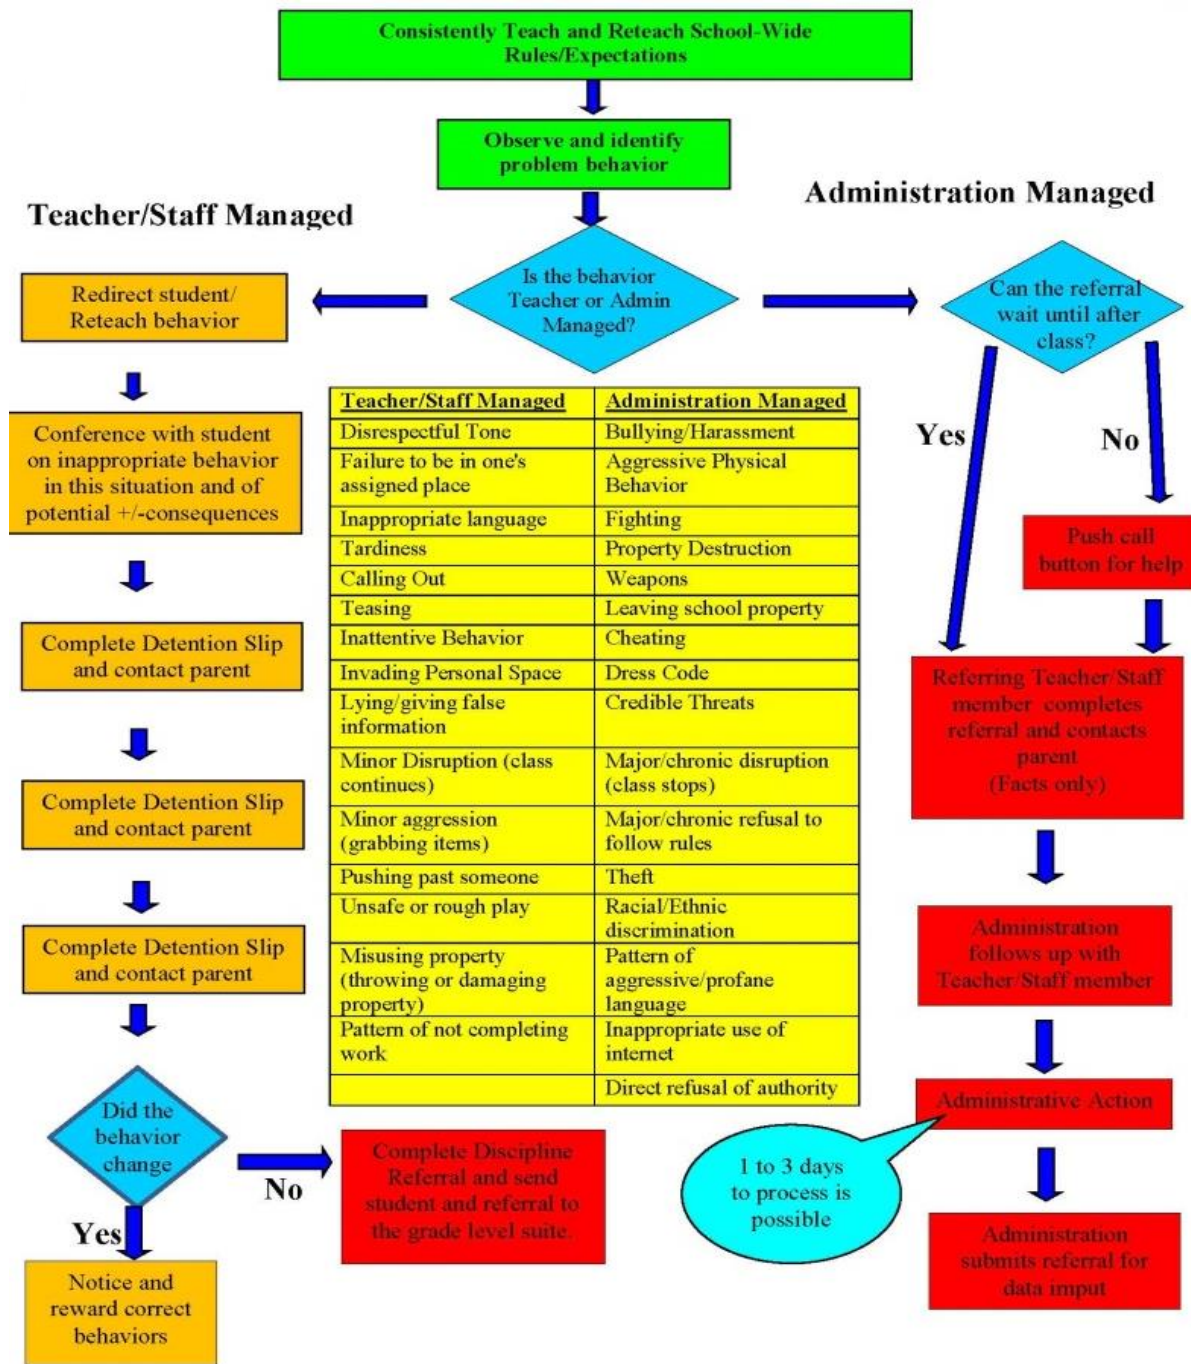 Consistently Teach and Reteach School-Wide
Rules/Expectations
Observe and identify
problem behavior
Teacher/Staff Managed
Administration Managed
Is the behavior
Teacher or Admin
Managed?
Redirect student/
Reteach behavior
Conference with student
on inappropriate behavior
in this situation and of
potential +/-consequences
Complete Detention Slip
and contact parent
Complete Detention Slip
and contact parent
Complete Detention Slip
and contact parent
Did the
behavior
change
No
Yes
Complete Discipline
Referral and send
student and referral to
the grade level suite.
Notice and
reward correct
behaviors
Teacher/Staff Managed
Administration Managed
Disrespectful Tone
Bullying/Harassment
Failure to be in one's
assigned place
Aggressive Physical
Behavior
Inappropriate language
Fighting
Tardiness
Property Destruction
Calling Out
Weapons
Teasing
Leaving school property
Inattentive Behavior
Cheating
Invading Personal Space
Dress Code
Lying/giving false
information
Credible Threats
Minor Disruption (class
continues)
Major/chronic disruption
(class stops)
Minor aggression
(grabbing items)
Major/chronic refusal to
follow rules
Pushing past someone
Theft
Unsafe or rough play
Racial/Ethnic
discrimination
Misusing property
(throwing or damaging
property)
Pattern of
aggressive/profane
language
Pattern of not completing
work
Inappropriate use of
internet
Direct refusal of authority
Can the referral
wait until after
class?
Yes
No
Push call
button for help
Referring Teacher/Staff
member completes
referral and contacts
parent
(Facts only)
Administration
follows up with
Teacher/Staff member
Administrative Action
1 to 3 days
to process is
possible
Administration
submits referral for
data imput